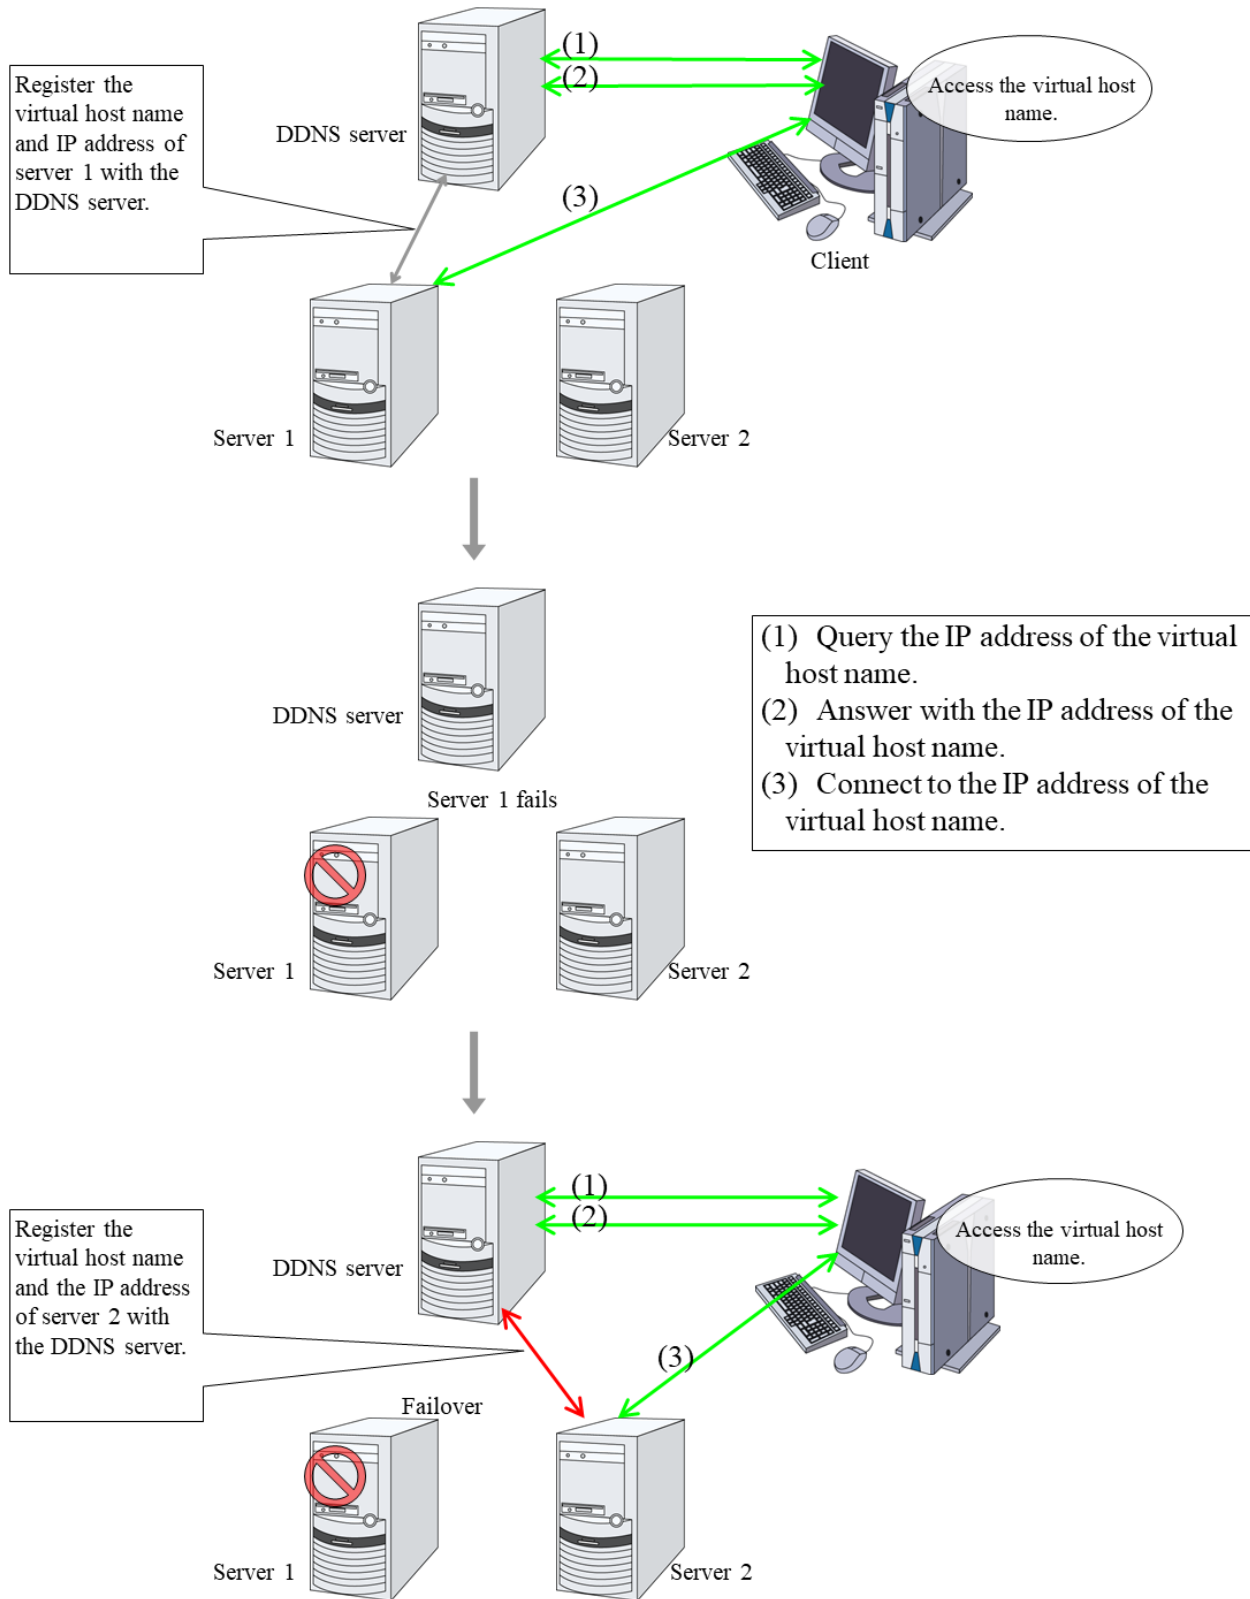 (1)
(2)
Register the
virtual host name
and IP address of
server 1 with the
DDNS server.
Access the virtual host
name.
DDNS server
(3)
Client
Server 1
Server 2
DDNS server
(1) Query the IP address of the virtual
host name.
(2) Answer with the IP address of the
virtual host name.
(3) Connect to the IP address of the
virtual host name.
Server 1 fails
Server 1
Server 2
(1)
(2)
Register the
virtual host name
and the IP address
of server 2 with
the DDNS server.
Access the virtual host
name.
DDNS server
(3)
Failover
Server 1
Server 2